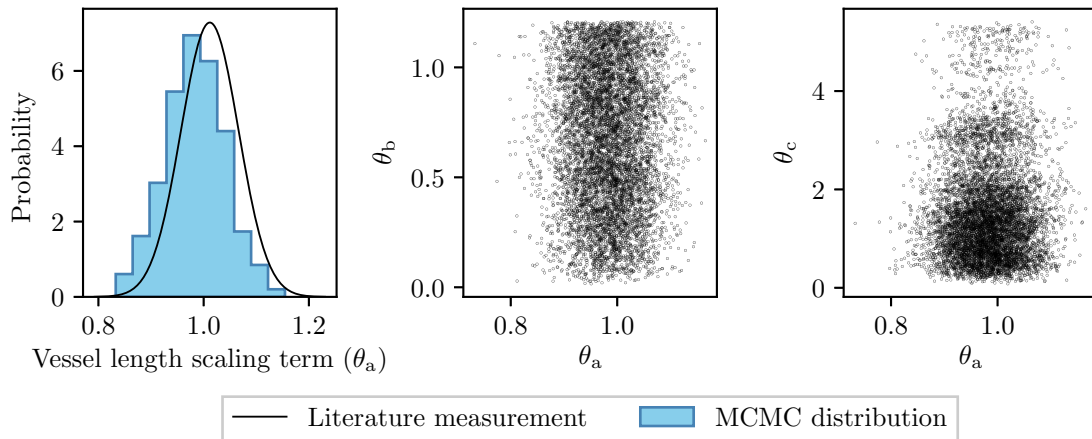 Probability
6
4
2
0
0.8 1.0 1.2
Vessel length scaling term (θa)
θb
1.0
0.5
0.0
0.8 1.0
θa
θc
4
2
0
0.8 1.0
θa
Literature measurement
MCMC distribution